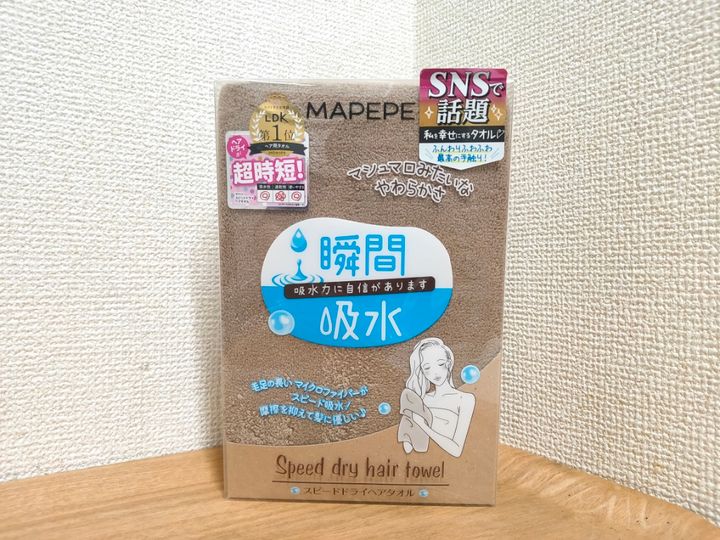 MAPEPE
SNSで
話題
私を幸せにするタオル♡
ふんわりふわふわ
最高の手触り!
LDK
第1位
ヘア用タオル
ヘアドライ
超時短!
マシュマロみたいな
やわらかさ
瞬間
吸水力に自信があります
吸水
毛足の長いマイクロファイバーが
スピード吸水!
摩擦を抑えて髪に優しい♪
Speed dry hair towel
スピードドライヘアタオル